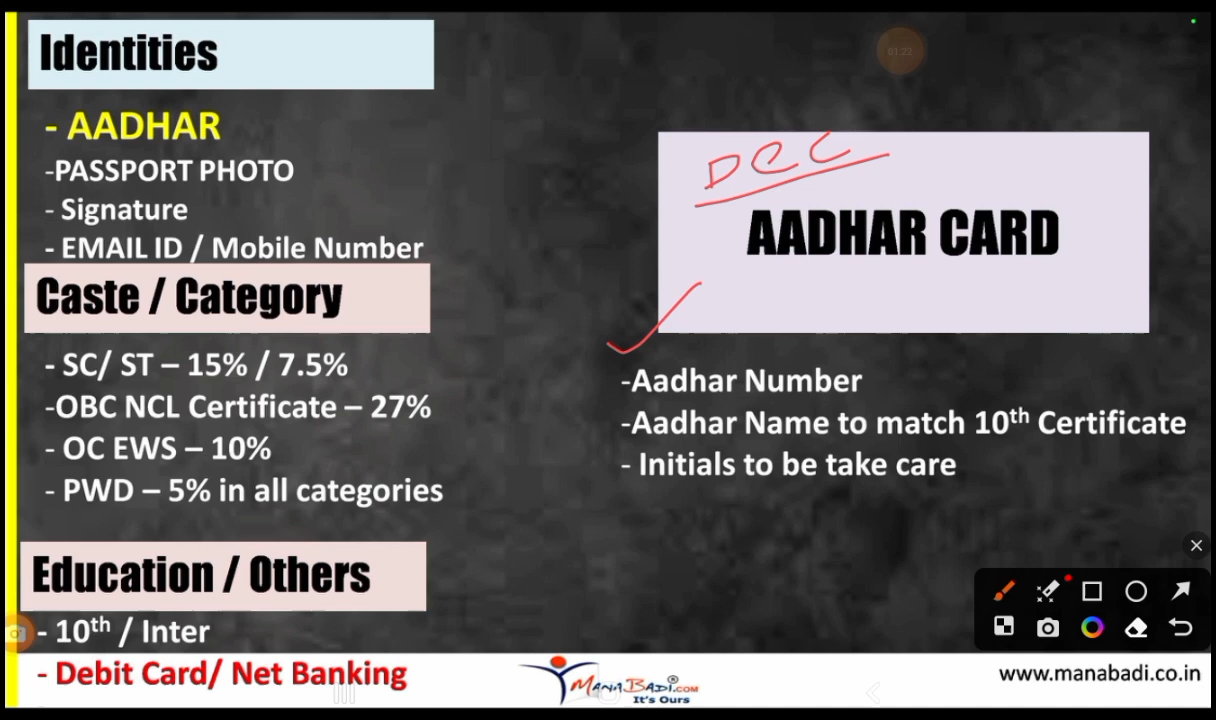 Identities
- AADHAR
-PASSPORT PHOTO
- Signature
- EMAIL ID / Mobile Number
Caste / Category
- SC/ ST – 15% / 7.5%
-OBC NCL Certificate – 27%
- OC EWS – 10%
- PWD – 5% in all categories
Education / Others
- 10th / Inter
- Debit Card/ Net Banking
01:22
DEC
AADHAR CARD
-Aadhar Number
-Aadhar Name to match 10th Certificate
- Initials to be take care
MANABADI.COM
®
It's Ours
www.manabadi.co.in